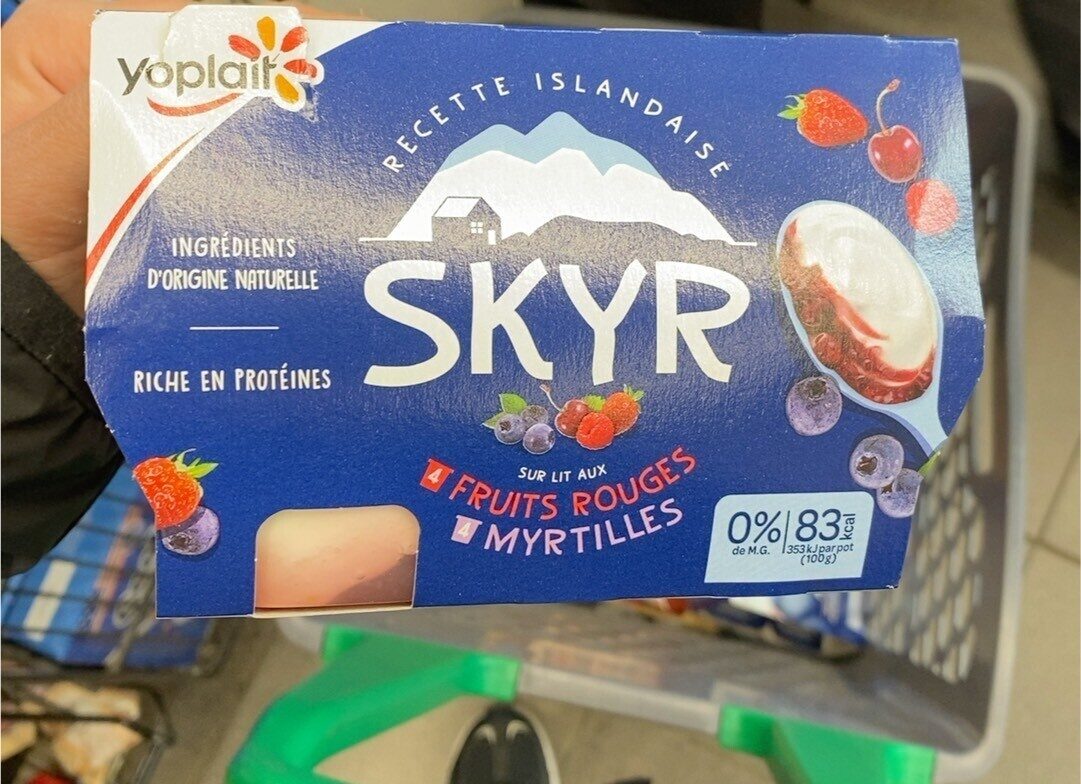 yoplait
RECETTE ISLANDAISE
INGRÉDIENTS
D'ORIGINE NATURELLE
RICHE EN PROTÉINES
SKYR
SUR LIT AUX
4 FRUITS ROUGES
4 MYRTILLES
0% 83 kcal
de M.G. 353 kJ par pot
(100g)